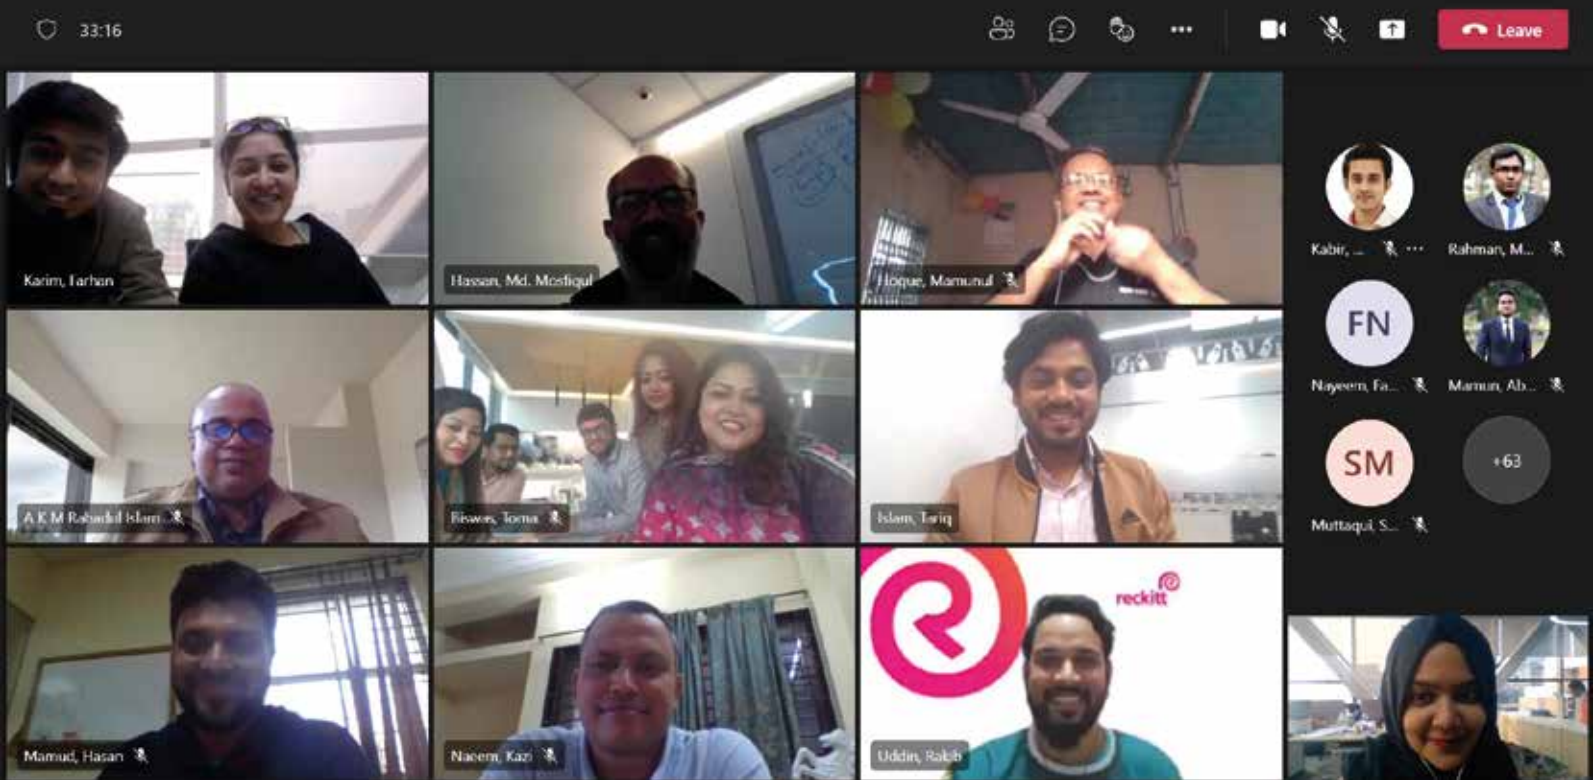 33:16
Leave
Karim, Farhan
Hassan, Md. Mosfiqul
Hoque, Mamunul
Kabir, ...
Rahman, M...
FN
Nayeem, Fa...
Mamun, Ab...
A K M Rahadul Islam
Biswas, Toma
Islam, Tariq
SM
+63
Muttaqui, S...
reckitt
Mamud, Hasan
Naeem, Kazi
Uddin, Rakib